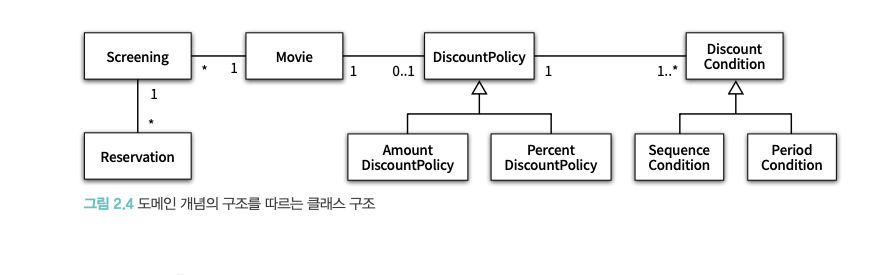 Screening
*
1
Movie
1
0..1
DiscountPolicy
1
1..*
Discount
Condition
1
*
Reservation
Amount
DiscountPolicy
Percent
DiscountPolicy
Sequence
Condition
Period
Condition
그림 2.4 도메인 개념의 구조를 따르는 클래스 구조